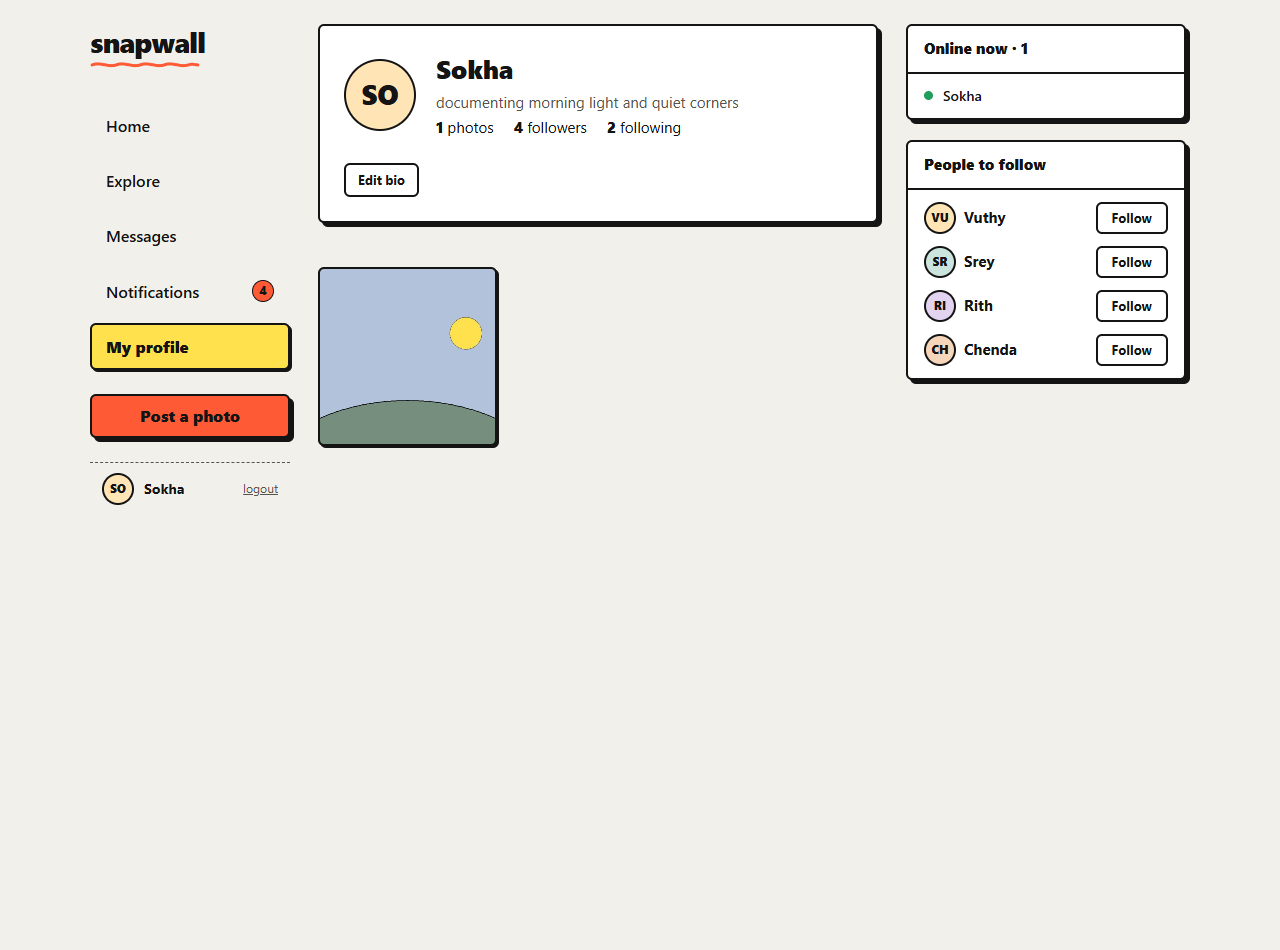 snapwall
Home
Explore
Messages
Notifications 4
My profile
Post a photo
SO Sokha logout
SO
Sokha
documenting morning light and quiet corners
1 photos 4 followers 2 following
Edit bio
Online now · 1
Sokha
People to follow
VU Vuthy Follow
SR Srey Follow
RI Rith Follow
CH Chenda Follow